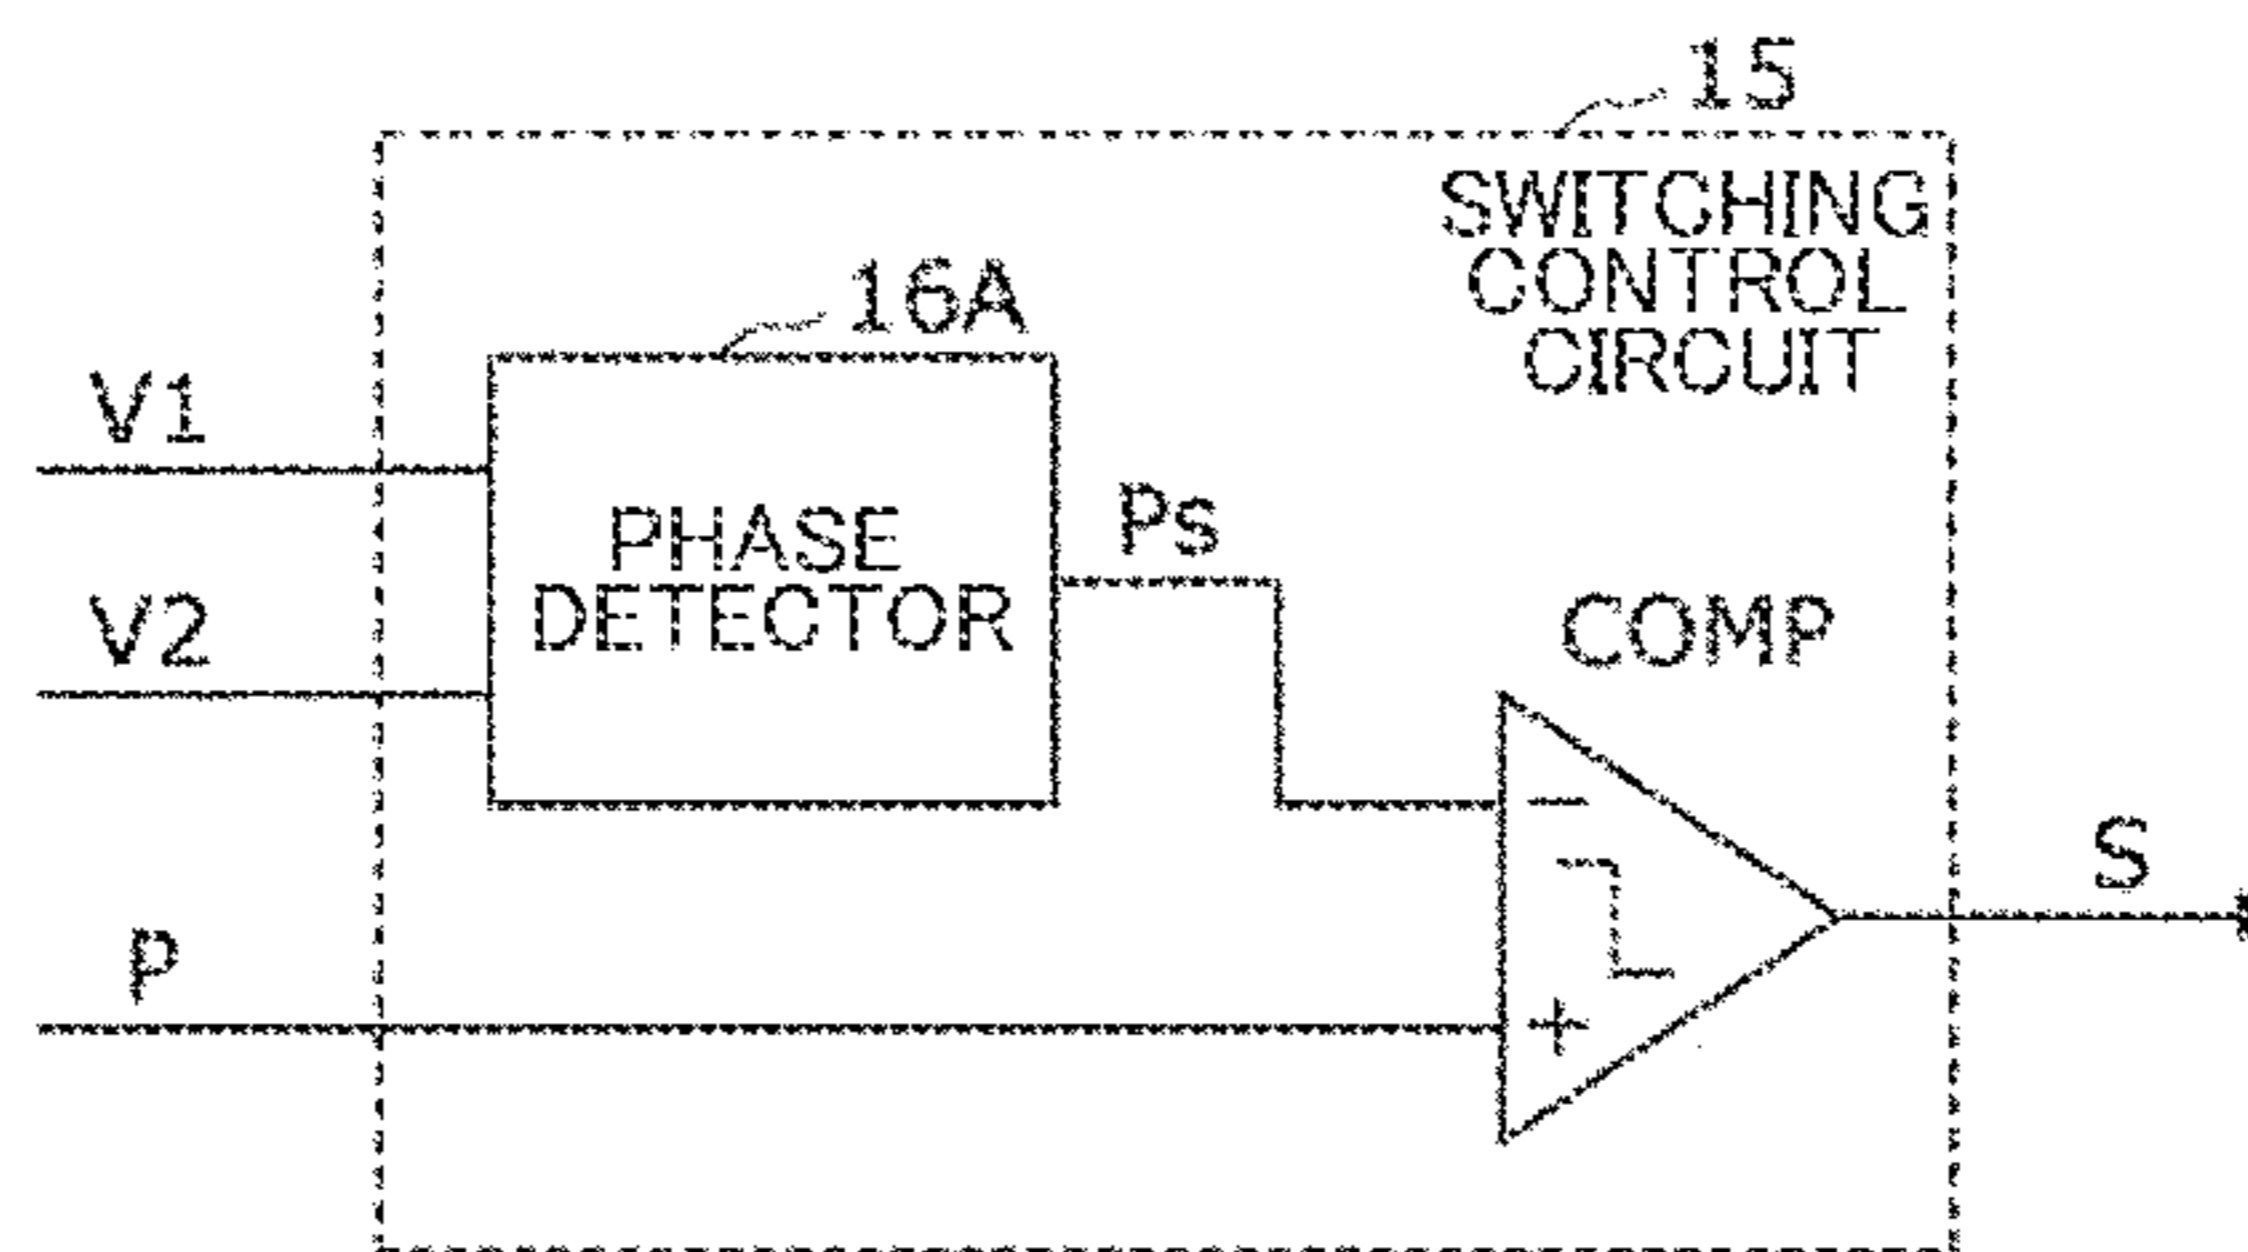 15
SWITCHING
CONTROL
CIRCUIT
16A
V1
PHASE
DETECTOR
Ps
V2
COMP
P
−
+
S